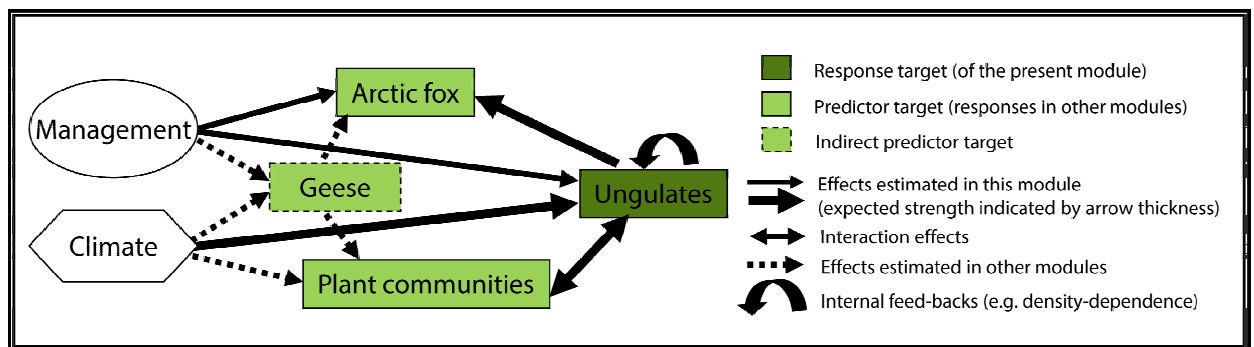 Management
Arctic fox
Geese
Ungulates
Climate
Plant communities
Response target (of the present module)
Predictor target (responses in other modules)
Indirect predictor target
Effects estimated in this module
(expected strength indicated by arrow thickness)
Interaction effects
Effects estimated in other modules
Internal feed-backs (e.g. density-dependence)